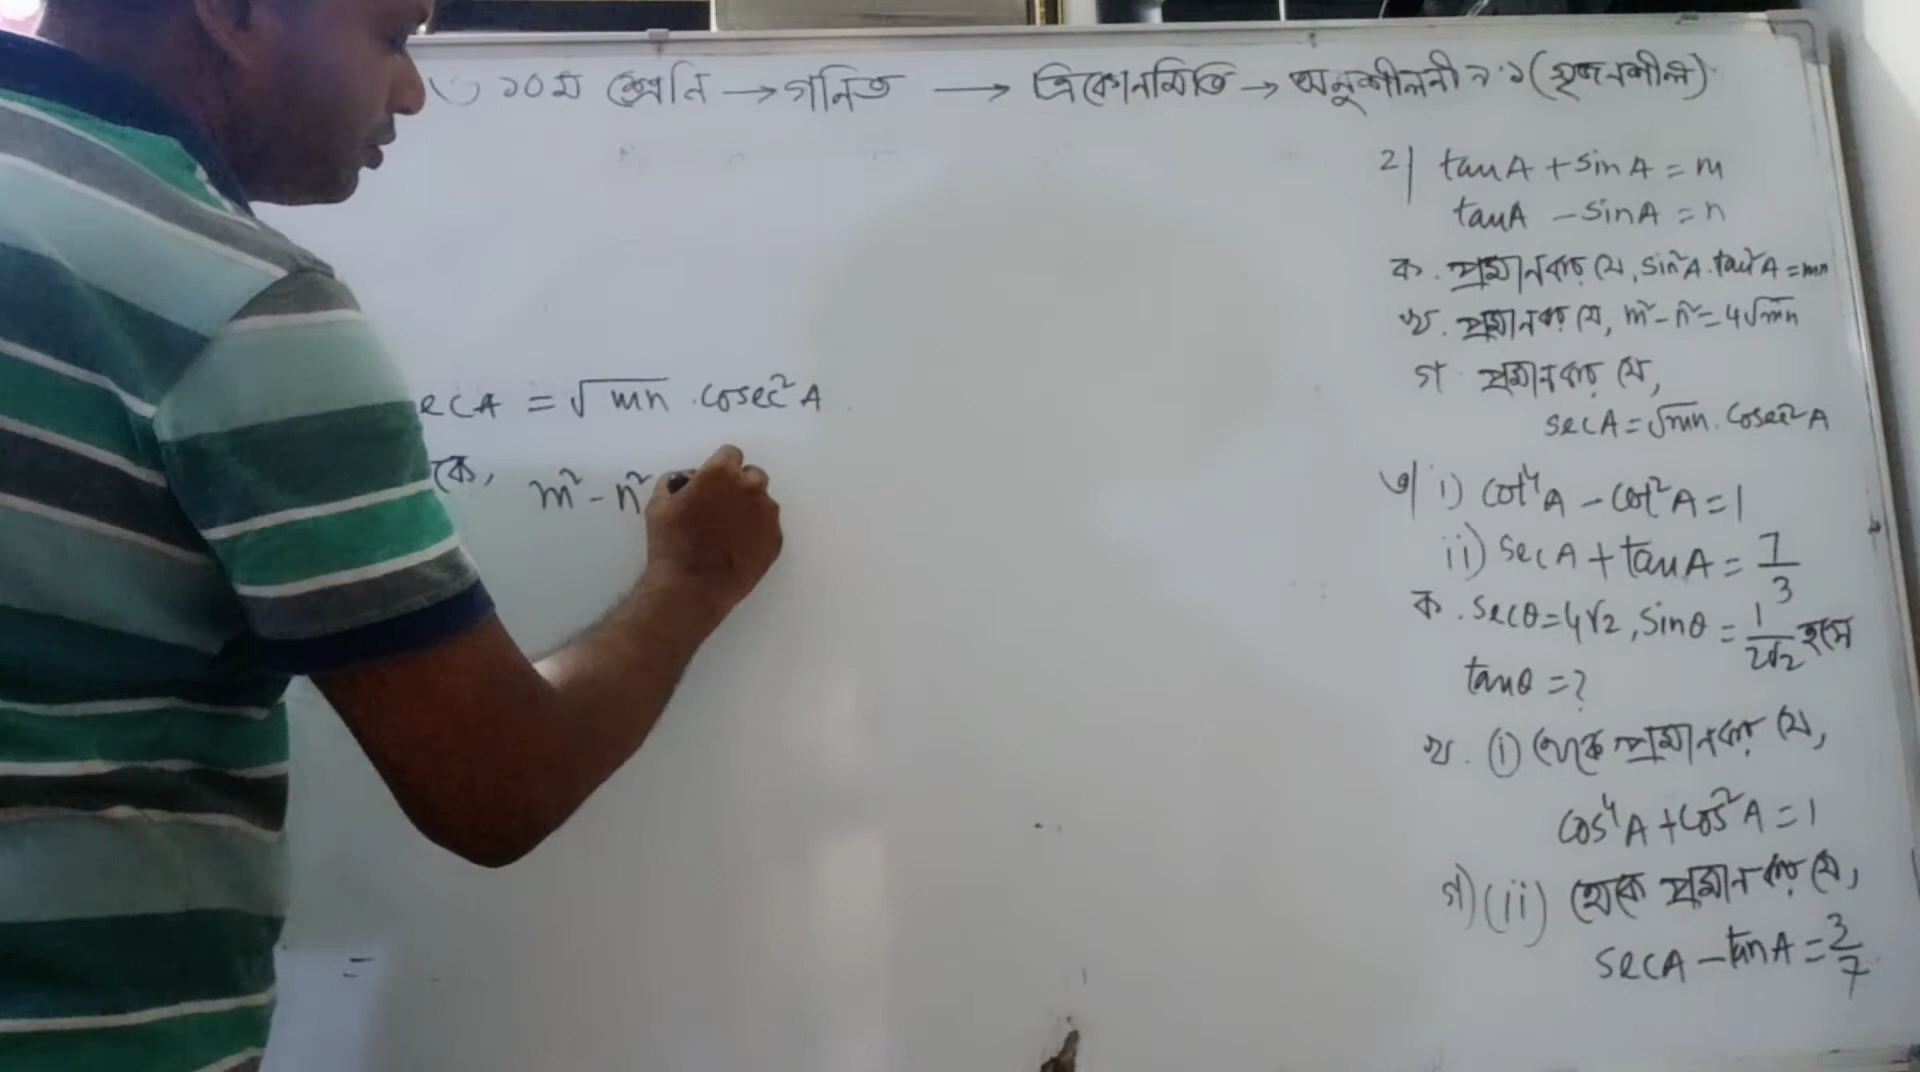 ১০ম শ্রেনি → গনিত → ত্রিকোনমিতি → অনুশীলনী ৯.১ (সৃজনশীল)
ecA = √mn . cosec²A
কে, m² - n²
=
2| tanA + sinA = m
tanA - sinA = n
ক. প্রমান কর যে, sin²A . tan²A = mn
খ. প্রমান কর যে, m² - n² = 4√mn
গ. প্রমান কর যে,
secA = √mn . cosec²A
৩| i) cot⁴A - cot²A = 1
ii) secA + tanA = 7/3
ক. secθ = 4√2, sinθ = 1/2√2 হলে
tanθ = ?
খ. (i) থেকে প্রমান কর যে,
cos⁴A + cos²A = 1
গ) (ii) থেকে প্রমান কর যে,
secA - tanA = 3/7